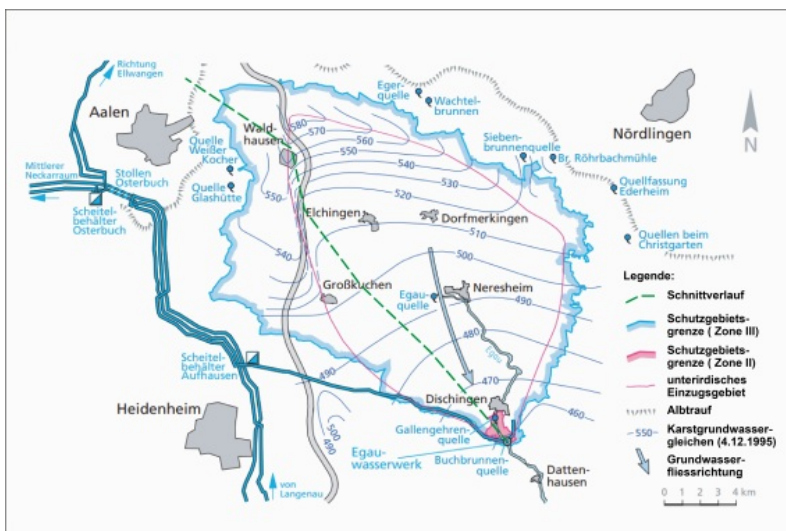 Richtung
Ellwangen
Aalen
Mittlerer
Neckarraum
Stollen
Osterbuch
Scheitel-
behälter
Osterbuch
Quelle
Weißer
Kocher
Quelle
Glashütte
Wald-
hausen
580
570
560
550
540
530
520
510
500
490
480
470
460
550
540
490
500
490
Eger-
quelle
Wachtel-
brunnen
Sieben-
brunnenquelle
Br. Röhrbachmühle
Nördlingen
N
Quellfassung
Ederheim
Quellen beim
Christgarten
Elchingen
Dorfmerkingen
Großkuchen
Egau-
quelle
Neresheim
Egau
Scheitel-
behälter
Aufhausen
Heidenheim
von
Langenau
Dischingen
Gallengehren-
quelle
Egau-
wasserwerk
Buchbrunnen-
quelle
Datten-
hausen
Legende:
Schnittverlauf
Schutzgebiets-
grenze ( Zone III)
Schutzgebiets-
grenze ( Zone II)
unterirdisches
Einzugsgebiet
Albtrauf
550
Karstgrundwasser-
gleichen (4.12.1995)
Grundwasser-
fliessrichtung
0 1 2 3 4 km